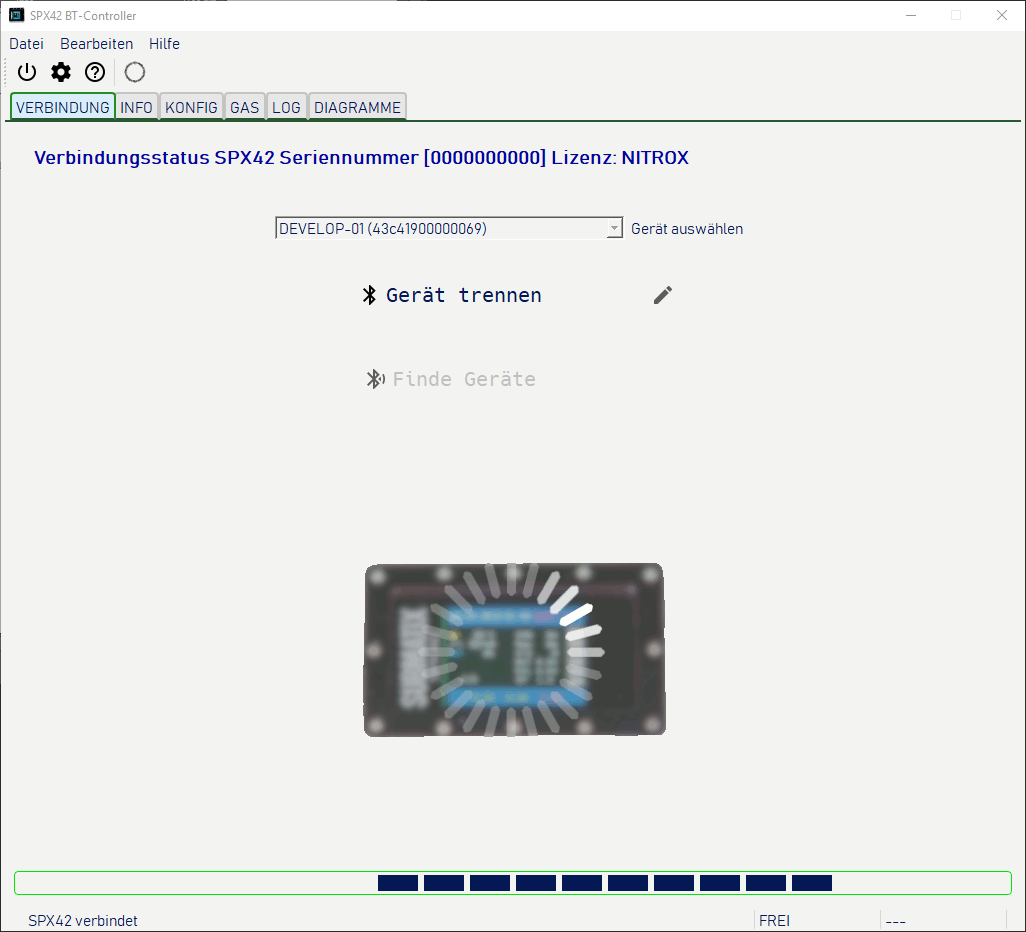 SPX42 BT-Controller
Datei Bearbeiten Hilfe
VERBINDUNG INFO KONFIG GAS LOG DIAGRAMME
Verbindungsstatus SPX42 Seriennummer [0000000000] Lizenz: NITROX
DEVELOP-01 (43c41900000069) Gerät auswählen
Gerät trennen
Finde Geräte
SPX42 verbindet FREI ---